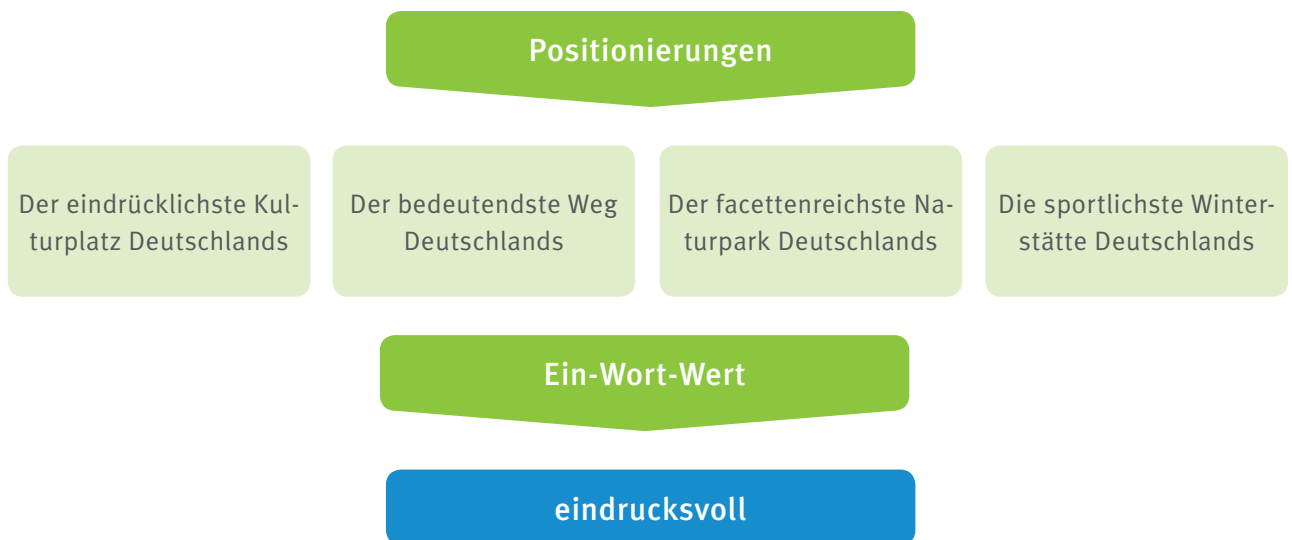 Positionierungen
Der eindrücklichste Kul-
turplatz Deutschlands
Der bedeutendste Weg
Deutschlands
Der facettenreichste Na-
turpark Deutschlands
Die sportlichste Winter-
stätte Deutschlands
Ein-Wort-Wert
eindrucksvoll